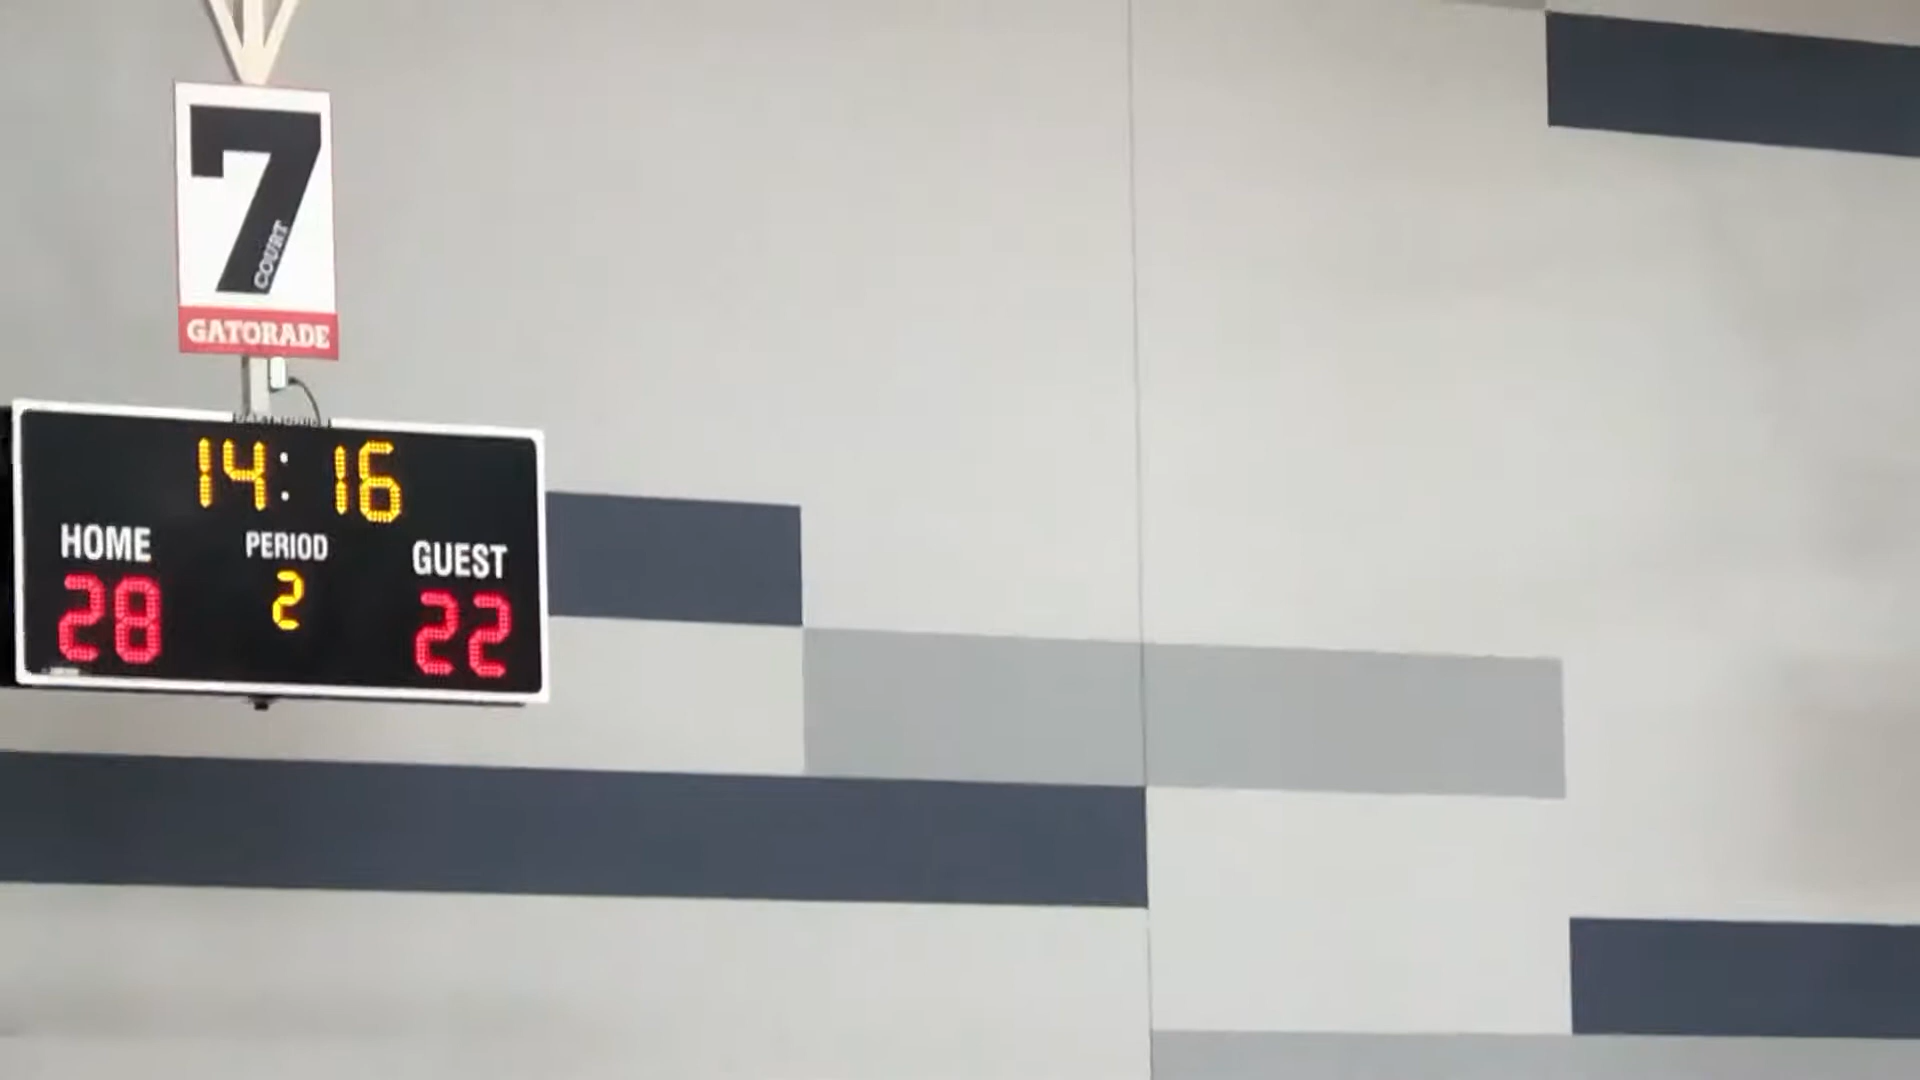 7
COURT
GATORADE
14:16
HOME PERIOD GUEST
28 2 22